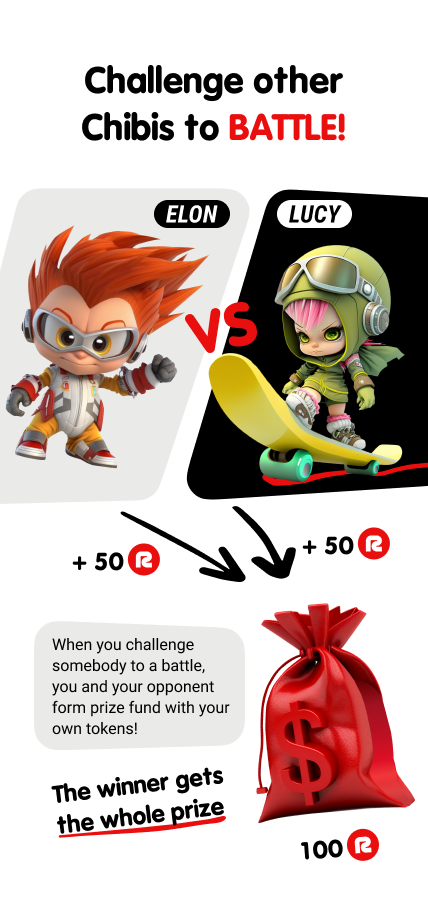 Challenge other
Chibis to BATTLE!
ELON
LUCY
VS
+ 50 R
+ 50 R
When you challenge
somebody to a battle,
you and your opponent
form prize fund with your
own tokens!
$
The winner gets
the whole prize
100 R